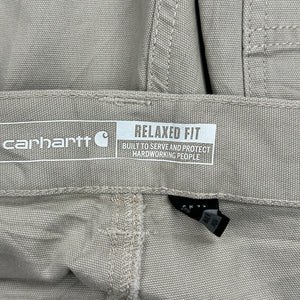 carhartt
RELAXED FIT
BUILT TO SERVE AND PROTECT
HARDWORKING PEOPLE